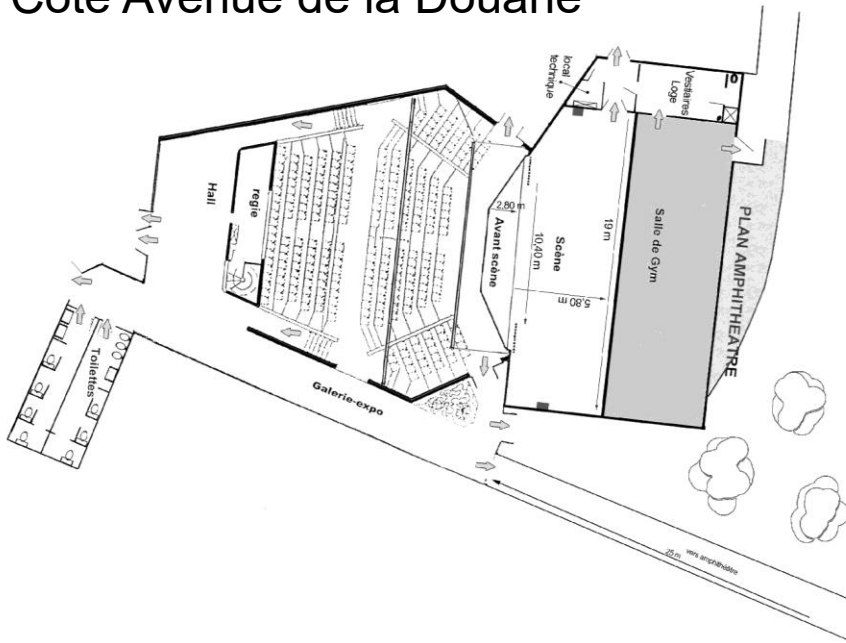 Côté Avenue de la Douane
local
technique
Vestiaires
Loge
PLAN AMPHITHEATRE
Salle de Gym
19 m
Scène
10,40 m
5,80 m
2,80 m
Avant scène
regie
Hall
Toilettes
Galerie-expo
vers amphithéâtre
25 m